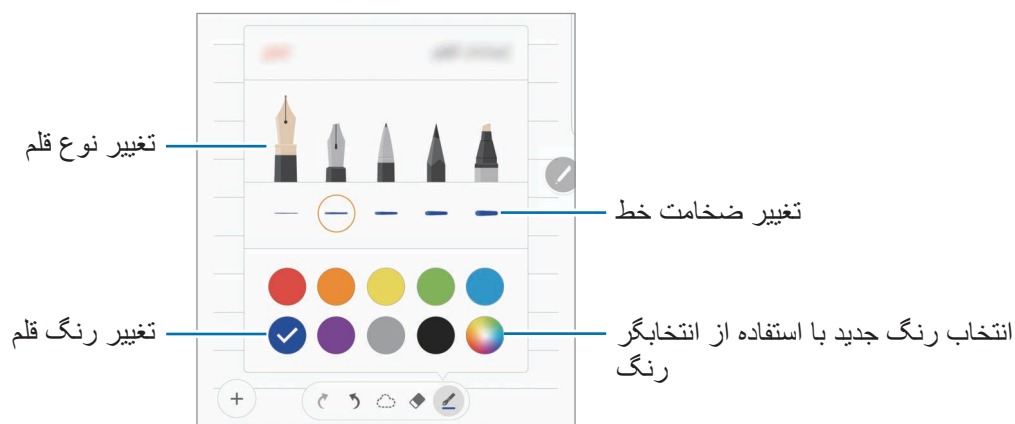 تغییر نوع قلم
تغییر ضخامت خط
تغییر رنگ قلم
انتخاب رنگ جدید با استفاده از انتخابگر
رنگ